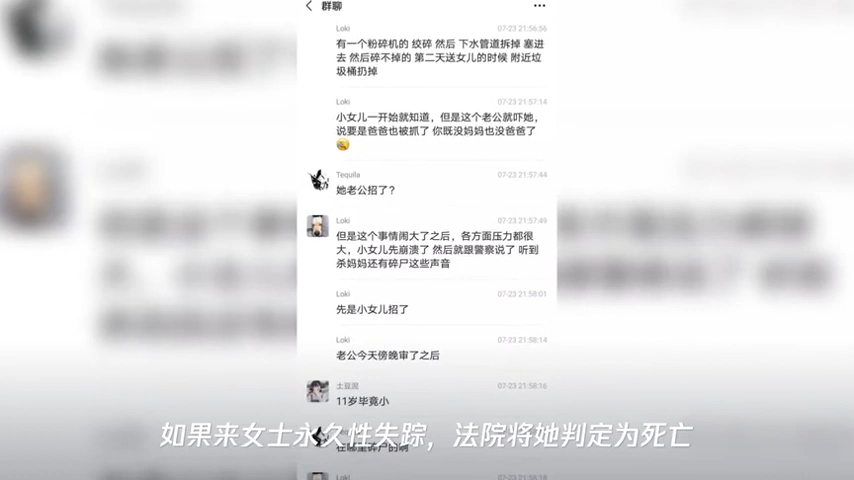 群聊
Loki 07-23 21:56:56
有一个粉碎机的 绞碎 然后 下水管道拆掉 塞进
去 然后碎不掉的 第二天送女儿的时候 附近垃
圾桶扔掉
Loki 07-23 21:57:14
小女儿一开始就知道，但是这个老公就吓她，
说要是爸爸也被抓了 你既没妈妈也没爸爸了
Tequila 07-23 21:57:44
她老公招了？
Loki 07-23 21:57:49
但是这个事情闹大了之后，各方面压力都很
大，小女儿先崩溃了 然后就跟警察说了 听到
杀妈妈还有碎尸这些声音
Loki 07-23 21:58:01
先是小女儿招了
Loki 07-23 21:58:14
老公今天傍晚审了之后
土豆泥 07-23 21:58:16
11岁毕竟小
如果来女士永久性失踪，法院将她判定为死亡
在哪里碎尸的啊
Loki